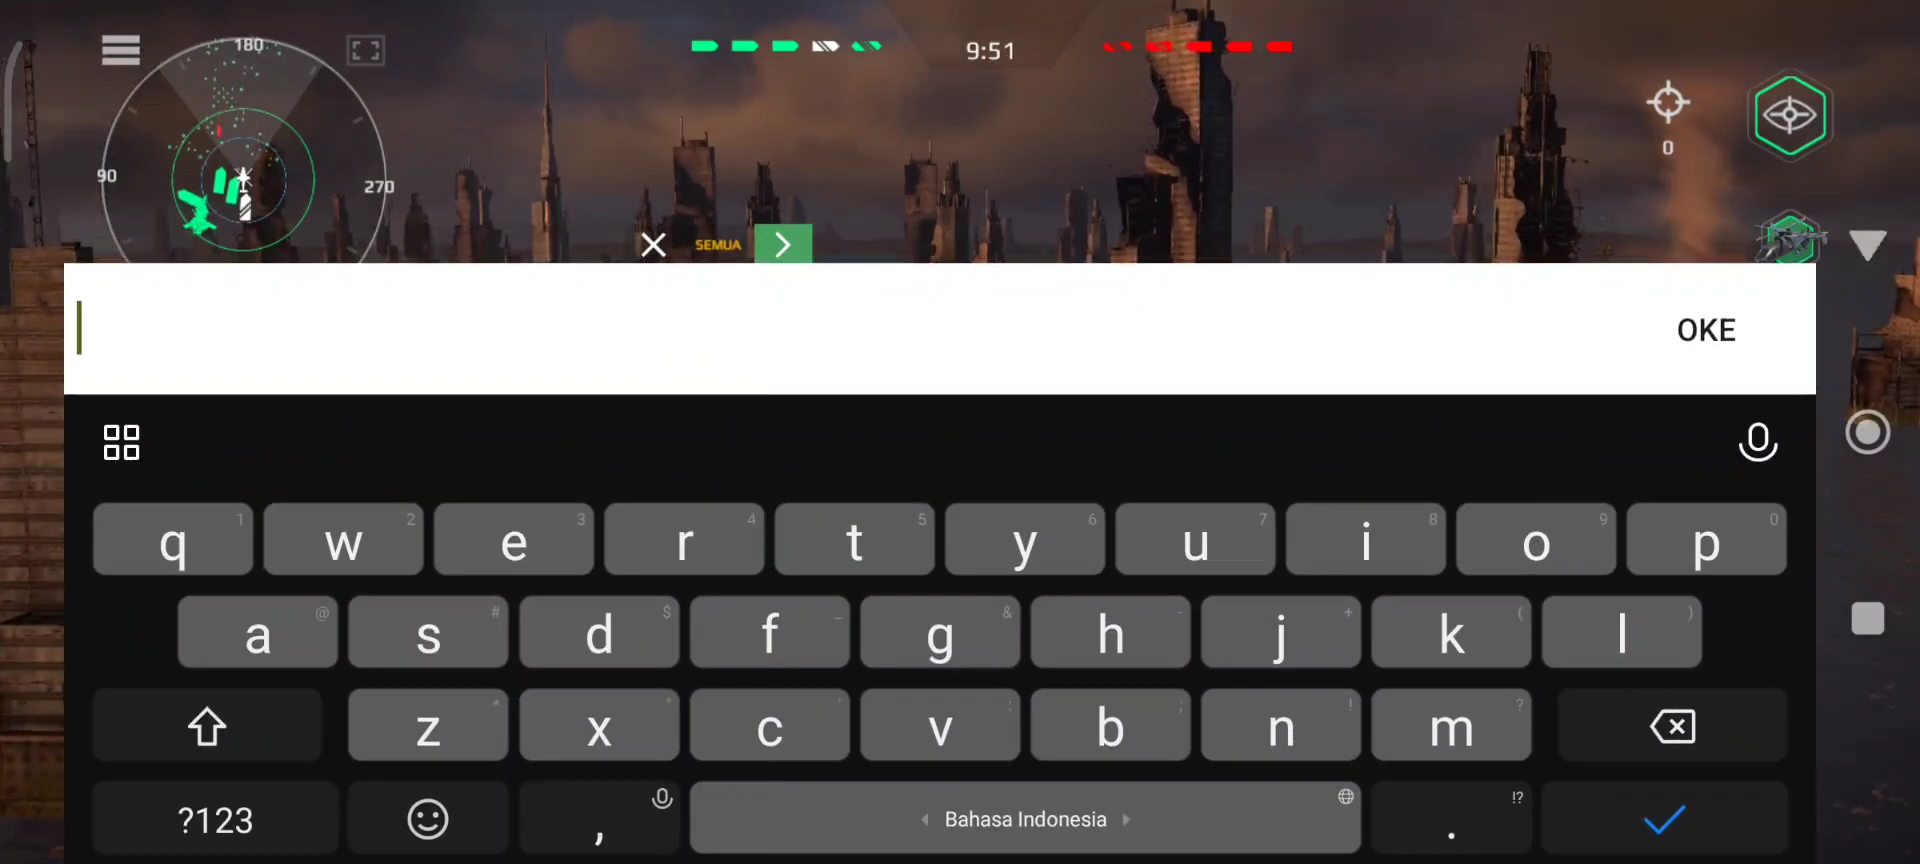 180
9:51
90
270
0
SEMUA
OKE
q 1 w 2 e 3 r 4 t 5 y 6 u 7 i 8 o 9 p 0
a @ s # d $ f _ g & h - j + k ( l )
z * x " c ' v : b ; n ! m ?
?123 , Bahasa Indonesia . !?